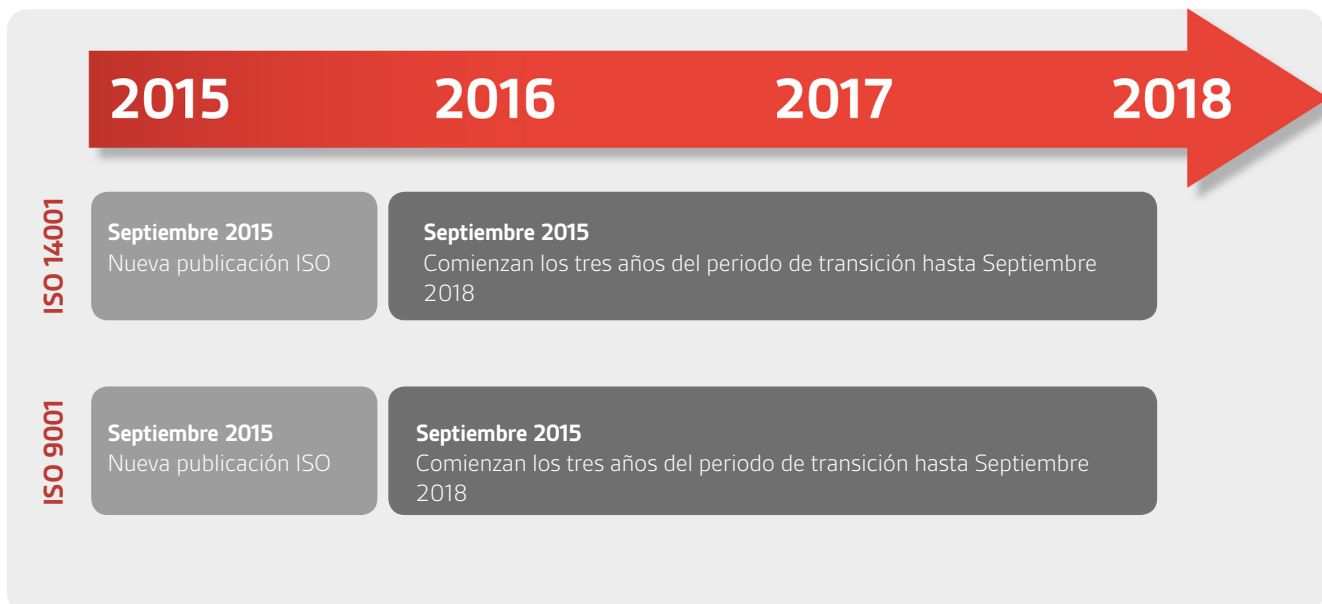 2015 2016 2017 2018
ISO 14001
Septiembre 2015
Nueva publicación ISO
Septiembre 2015
Comienzan los tres años del periodo de transición hasta Septiembre
2018
ISO 9001
Septiembre 2015
Nueva publicación ISO
Septiembre 2015
Comienzan los tres años del periodo de transición hasta Septiembre
2018